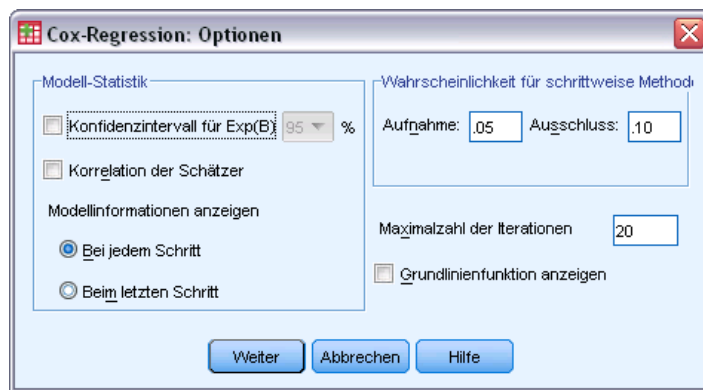 Cox-Regression: Optionen
Modell-Statistik
Konfidenzintervall für Exp(B) 95 %
Korrelation der Schätzer
Modellinformationen anzeigen
Bei jedem Schritt
Beim letzten Schritt
Wahrscheinlichkeit für schrittweise Methode
Aufnahme: .05 Ausschluss: .10
Maximalzahl der Iterationen 20
Grundlinienfunktion anzeigen
Weiter Abbrechen Hilfe